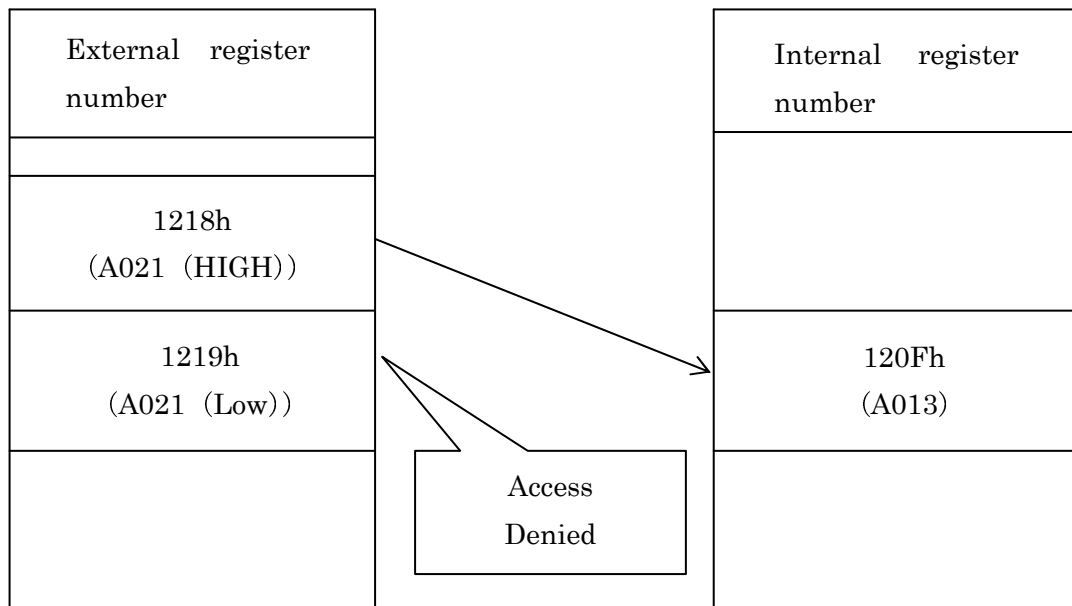 External register
number
1218h
(A021 (HIGH))
1219h
(A021 (Low))
Access
Denied
Internal register
number
120Fh
(A013)